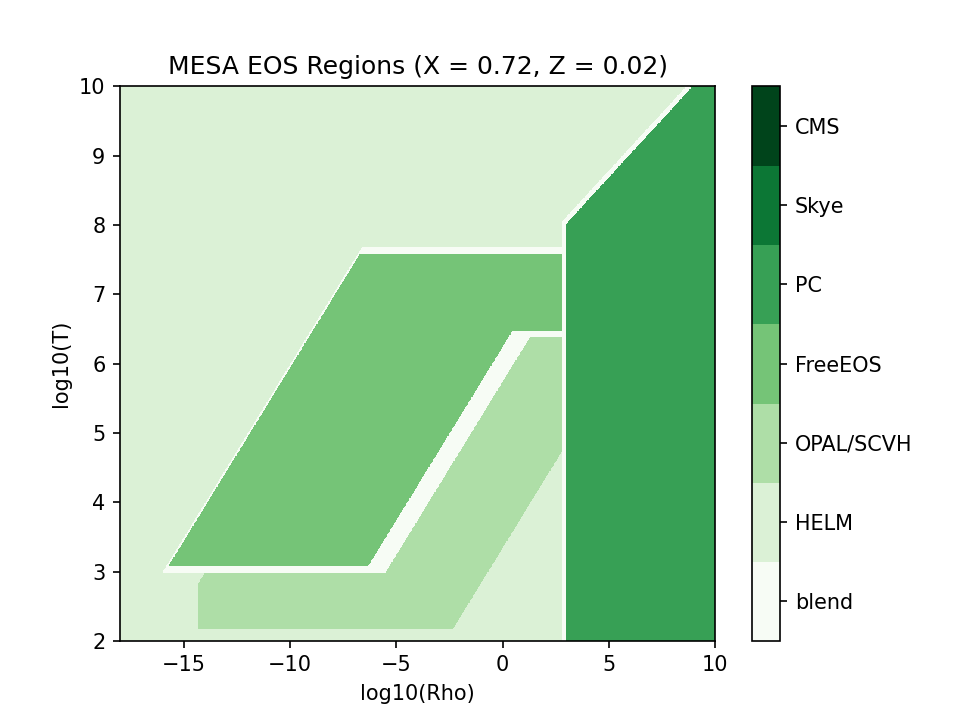 MESA EOS Regions (X = 0.72, Z = 0.02)
10
9
8
7
6
5
4
3
2
log10(T)
−15
−10
−5
0
5
10
log10(Rho)
CMS
Skye
PC
FreeEOS
OPAL/SCVH
HELM
blend